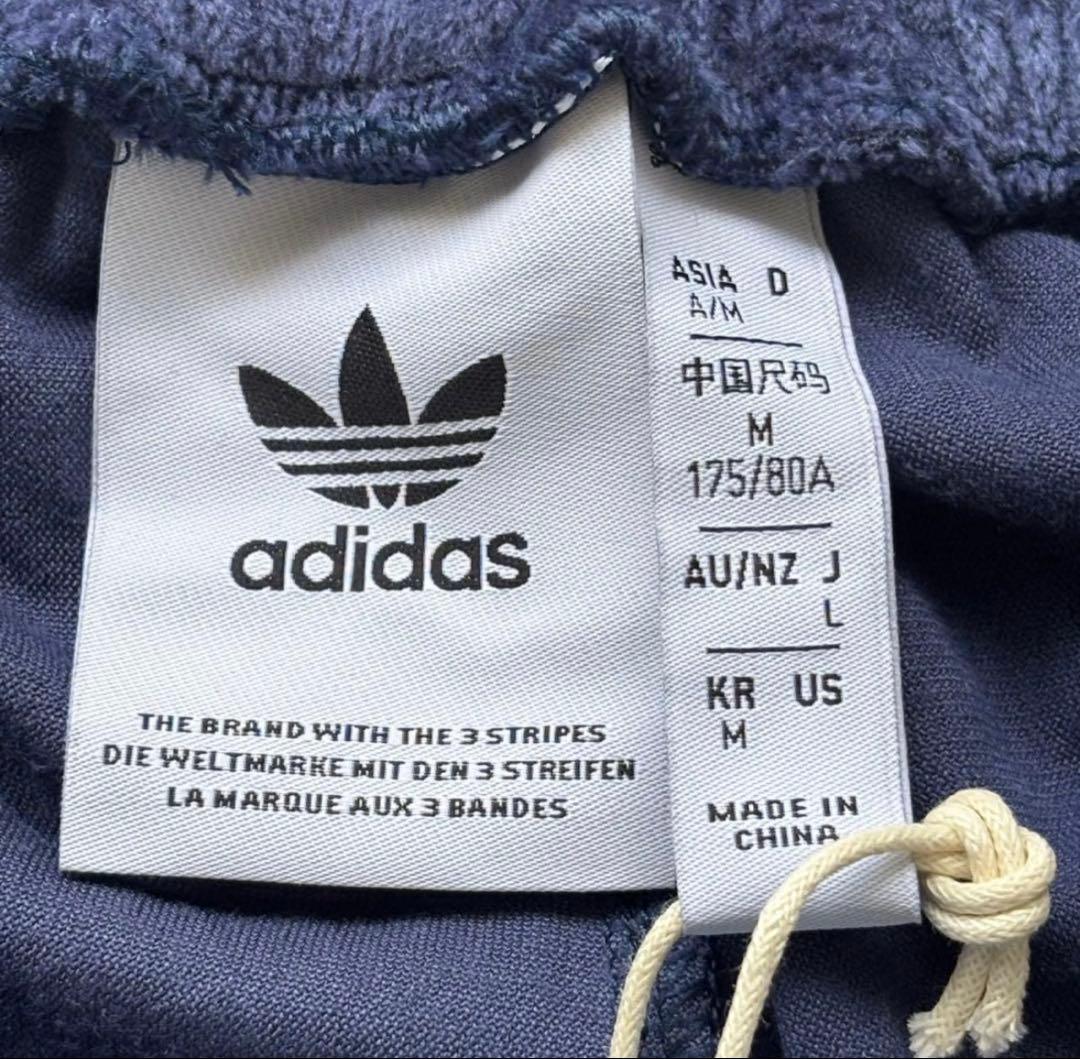 adidas
THE BRAND WITH THE 3 STRIPES
DIE WELTMARKE MIT DEN 3 STREIFEN
LA MARQUE AUX 3 BANDES
ASIA D
A/M
中国尺码
M
175/80A
AU/NZ J
L
KR US
M
MADE IN
CHINA